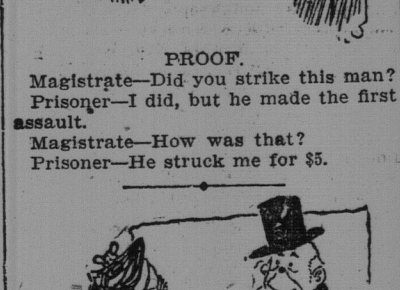 PROOF.
Magistrate—Did you strike this man?
Prisoner—I did, but he made the first
assault.
Magistrate—How was that?
Prisoner—He struck me for $5.